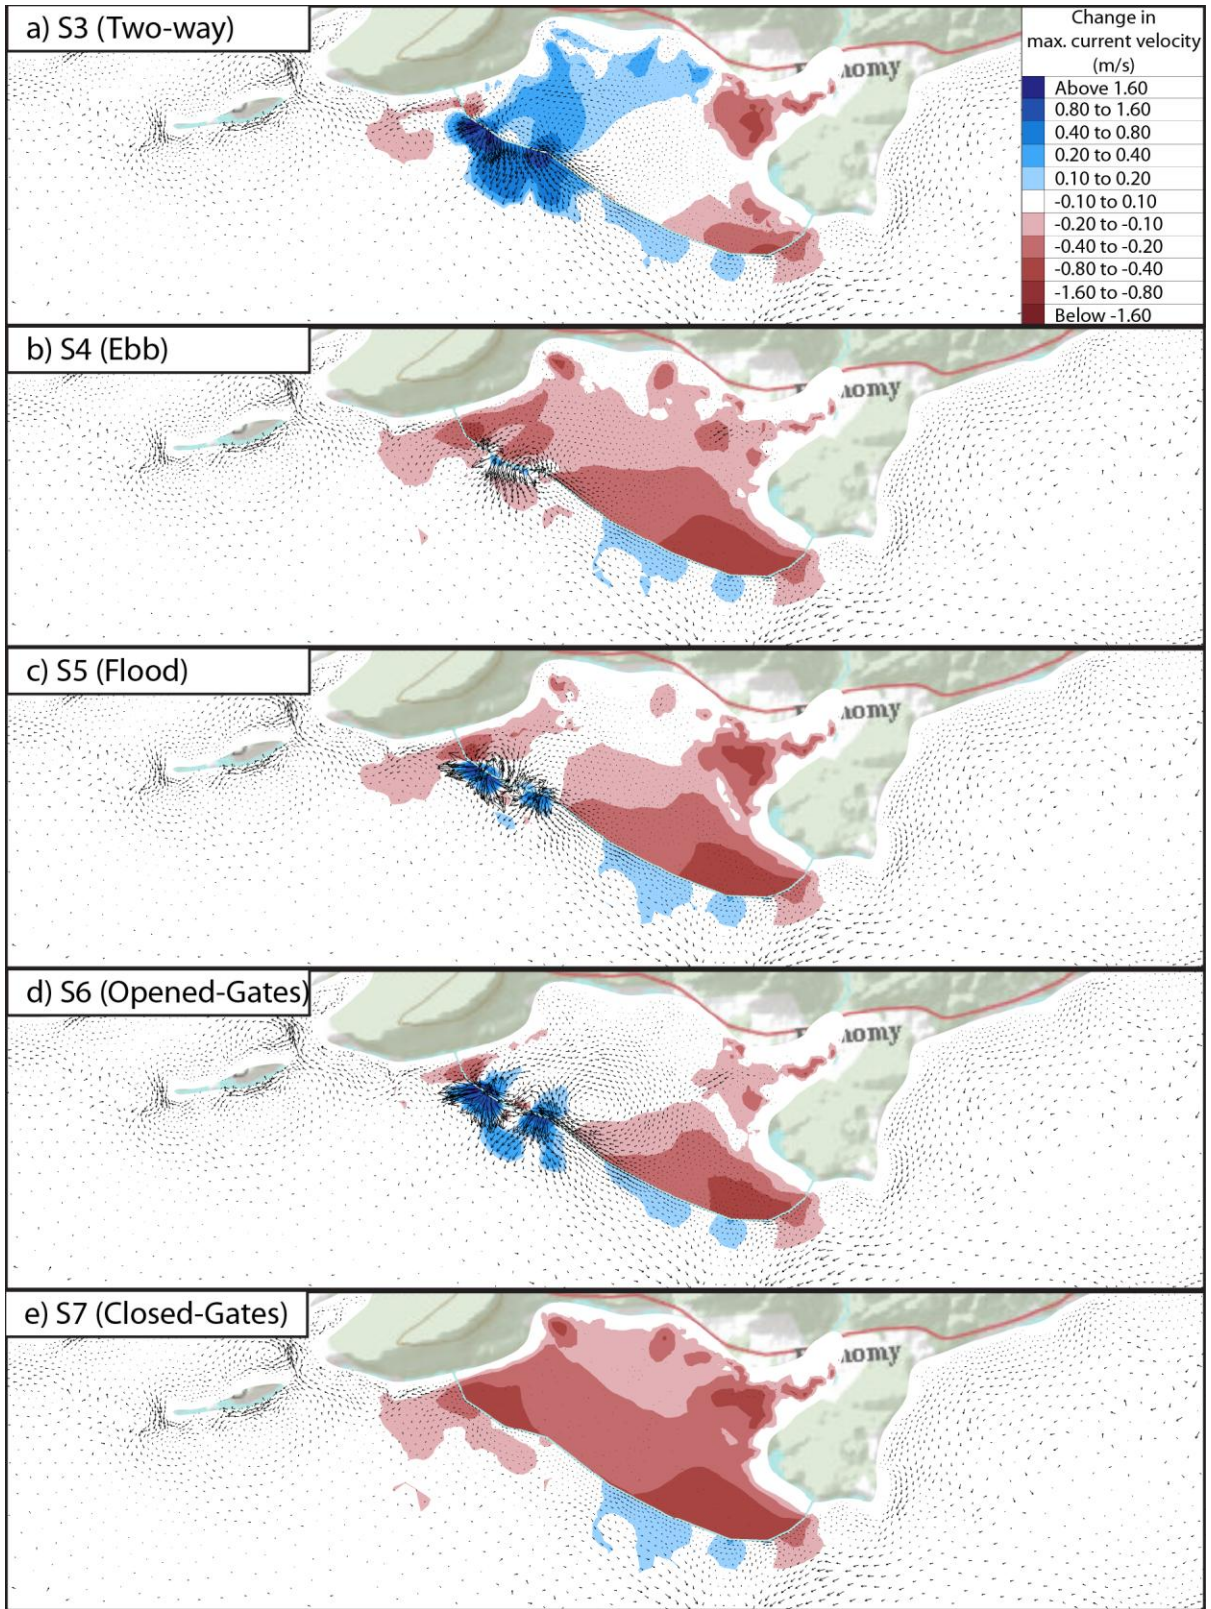 a) S3 (Two-way)
Change in
max. current velocity
(m/s)
Above 1.60
0.80 to 1.60
0.40 to 0.80
0.20 to 0.40
0.10 to 0.20
-0.10 to 0.10
-0.20 to -0.10
-0.40 to -0.20
-0.80 to -0.40
-1.60 to -0.80
Below -1.60
b) S4 (Ebb)
c) S5 (Flood)
d) S6 (Opened-Gates)
e) S7 (Closed-Gates)